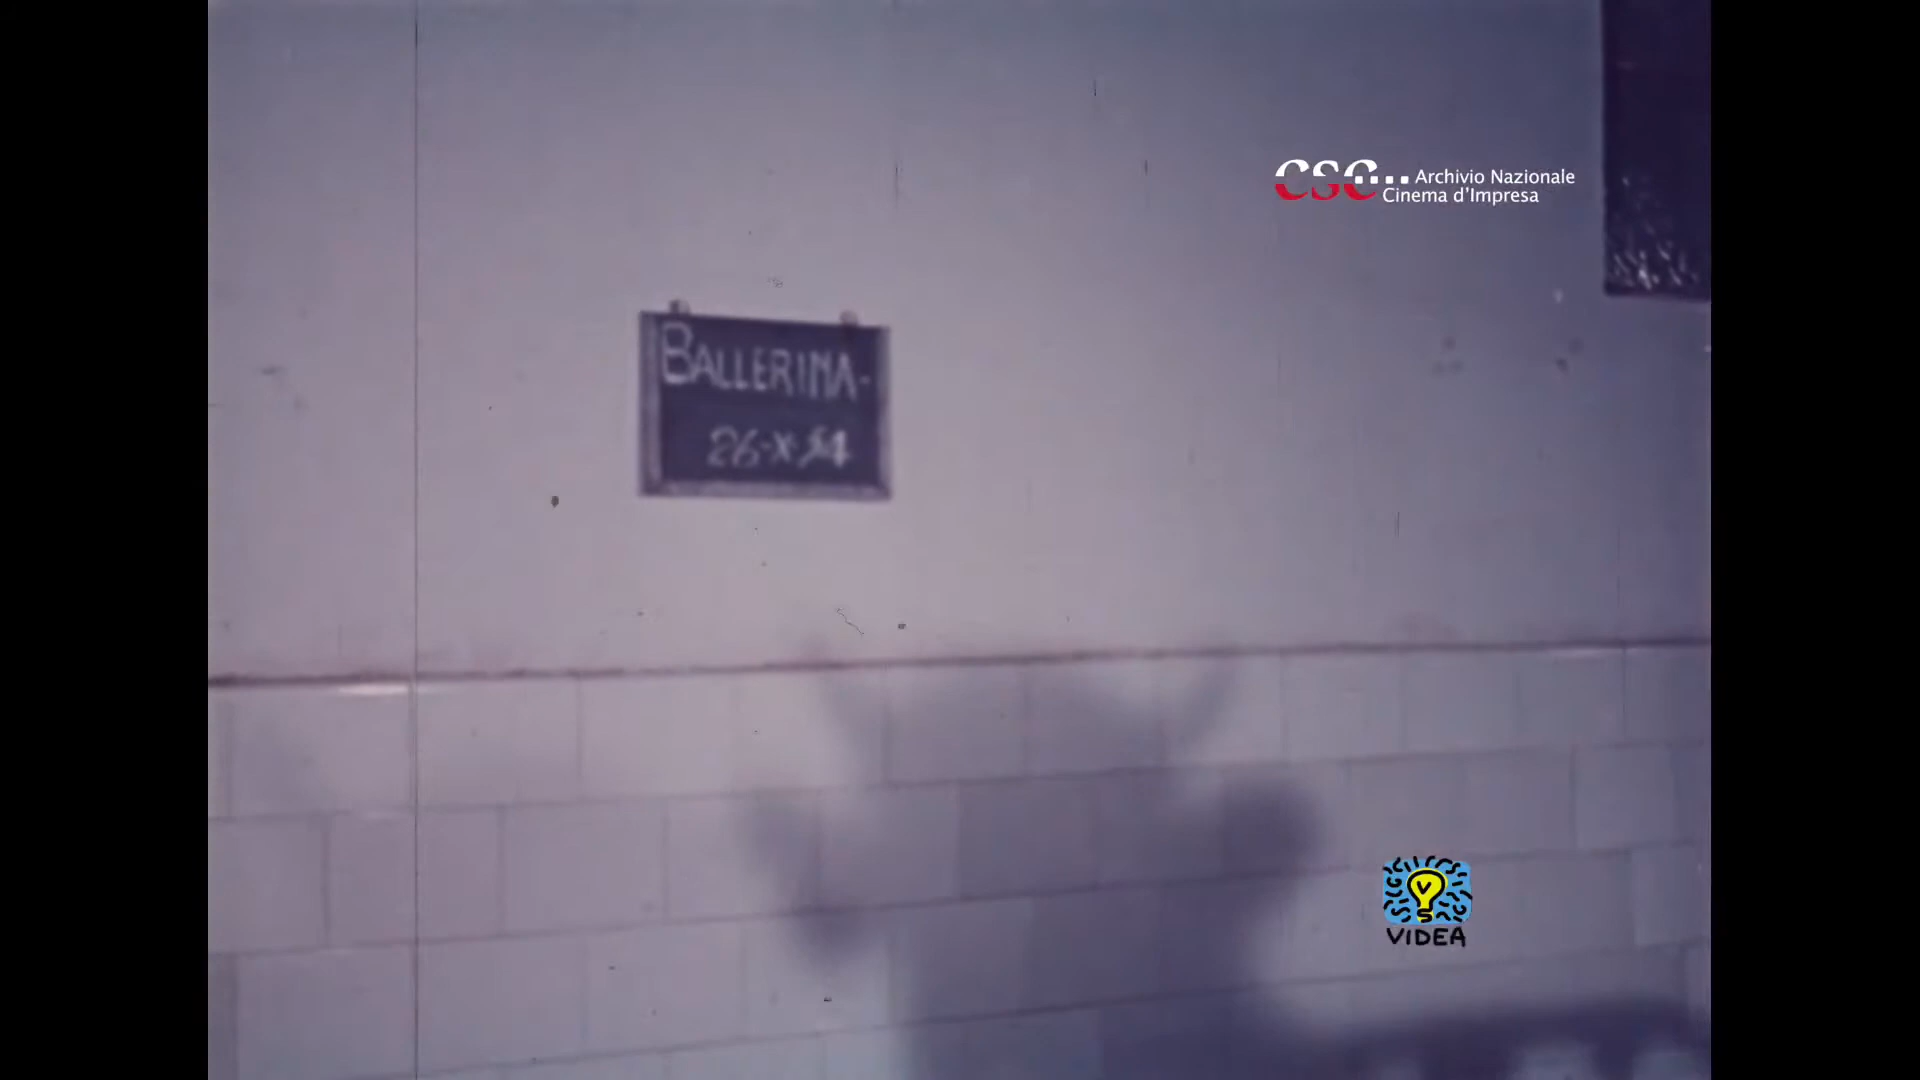 CSC... Archivio Nazionale
Cinema d'Impresa
BALLERINA-
26-X-54
VIDEA